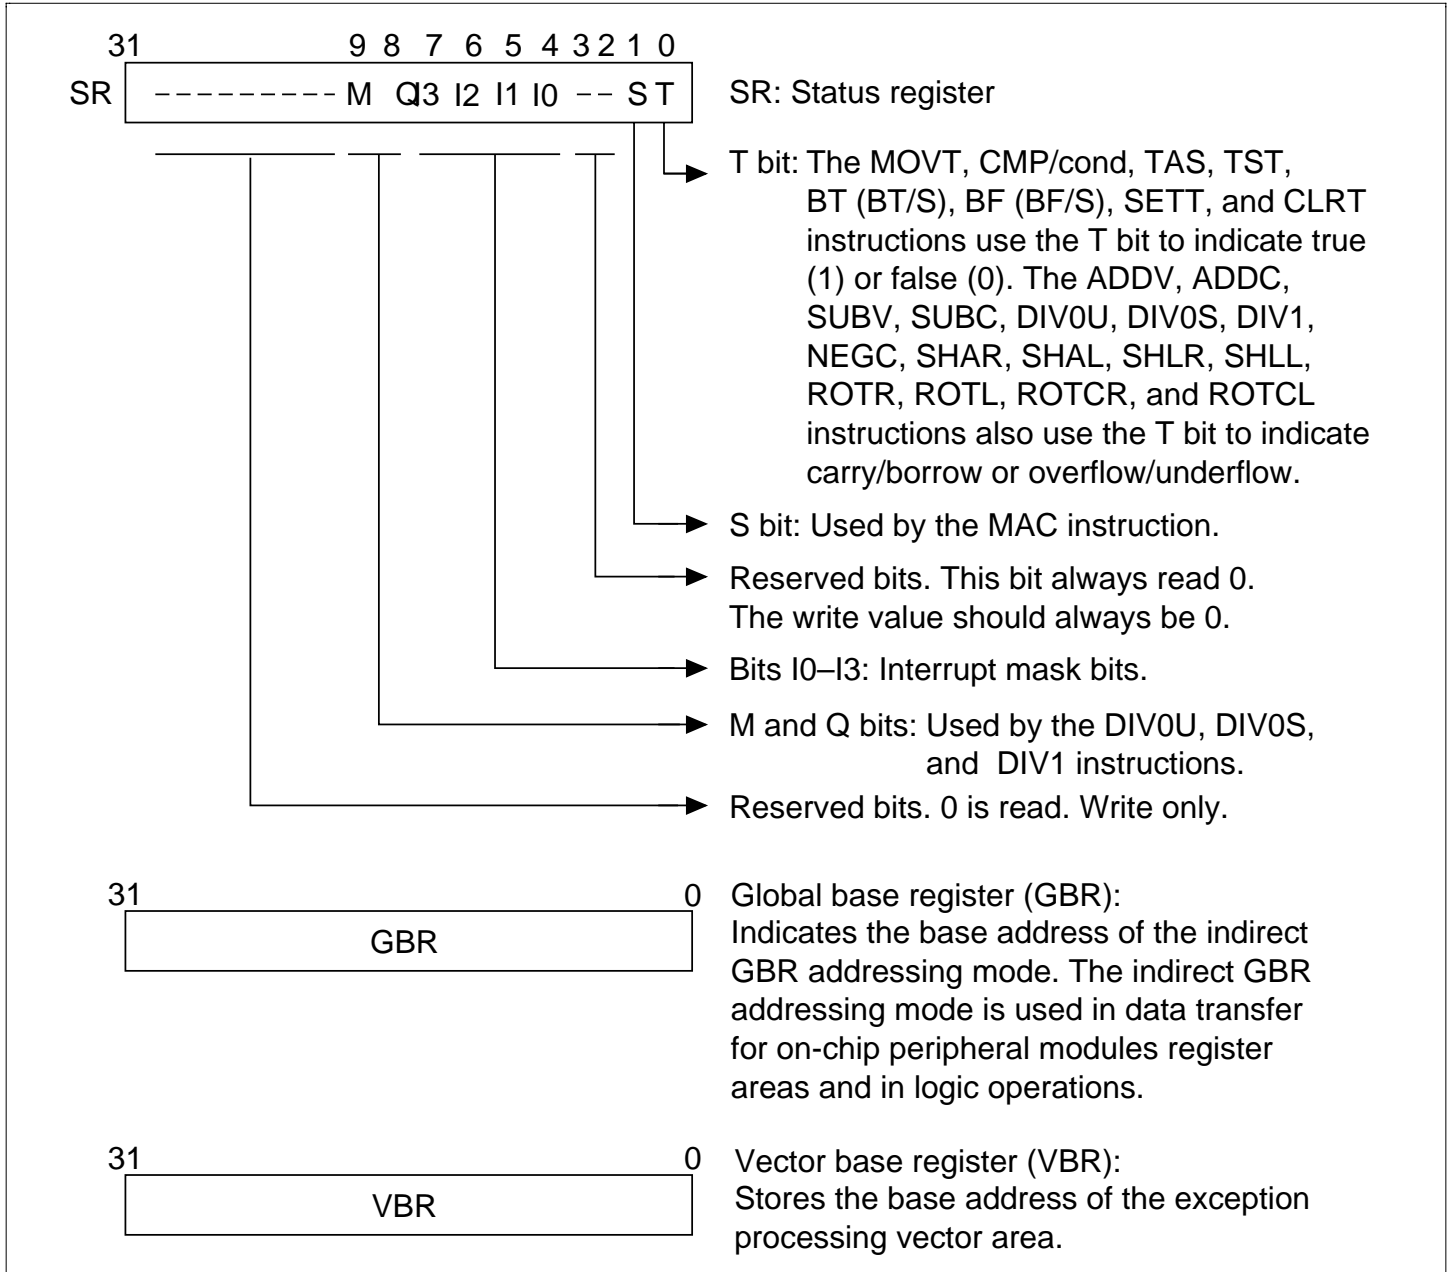 31 9 8 7 6 5 4 3 2 1 0
SR --------- M Q I3 I2 I1 I0 -- S T SR: Status register
T bit: The MOVT, CMP/cond, TAS, TST,
BT (BT/S), BF (BF/S), SETT, and CLRT
instructions use the T bit to indicate true
(1) or false (0). The ADDV, ADDC,
SUBV, SUBC, DIV0U, DIV0S, DIV1,
NEGC, SHAR, SHAL, SHLR, SHLL,
ROTR, ROTL, ROTCR, and ROTCL
instructions also use the T bit to indicate
carry/borrow or overflow/underflow.
S bit: Used by the MAC instruction.
Reserved bits. This bit always read 0.
The write value should always be 0.
Bits I0–I3: Interrupt mask bits.
M and Q bits: Used by the DIV0U, DIV0S,
and DIV1 instructions.
Reserved bits. 0 is read. Write only.
31 0 Global base register (GBR):
GBR Indicates the base address of the indirect
GBR addressing mode. The indirect GBR
addressing mode is used in data transfer
for on-chip peripheral modules register
areas and in logic operations.
31 0 Vector base register (VBR):
VBR Stores the base address of the exception
processing vector area.